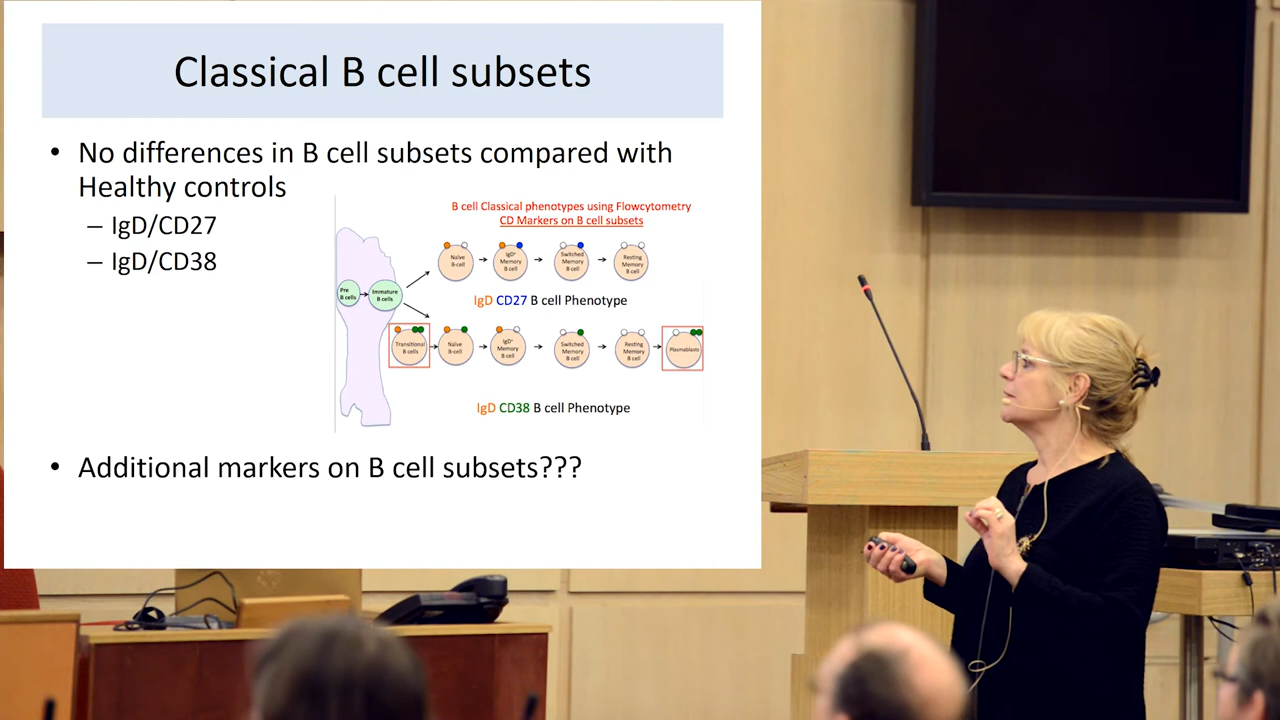 Classical B cell subsets
• No differences in B cell subsets compared with
Healthy controls
– IgD/CD27
– IgD/CD38
B cell Classical phenotypes using Flowcytometry
CD Markers on B cell subsets
Naïve
B-cell
IgD⁺
Memory
B cell
Switched
Memory
B cell
Resting
Memory
B cell
Pre
B cells
Immature
B cells
IgD CD27 B cell Phenotype
Transitional
B cells
Naïve
B-cell
IgD⁺
Memory
B cell
Switched
Memory
B cell
Resting
Memory
B cell
Plasmablasts
IgD CD38 B cell Phenotype
• Additional markers on B cell subsets???